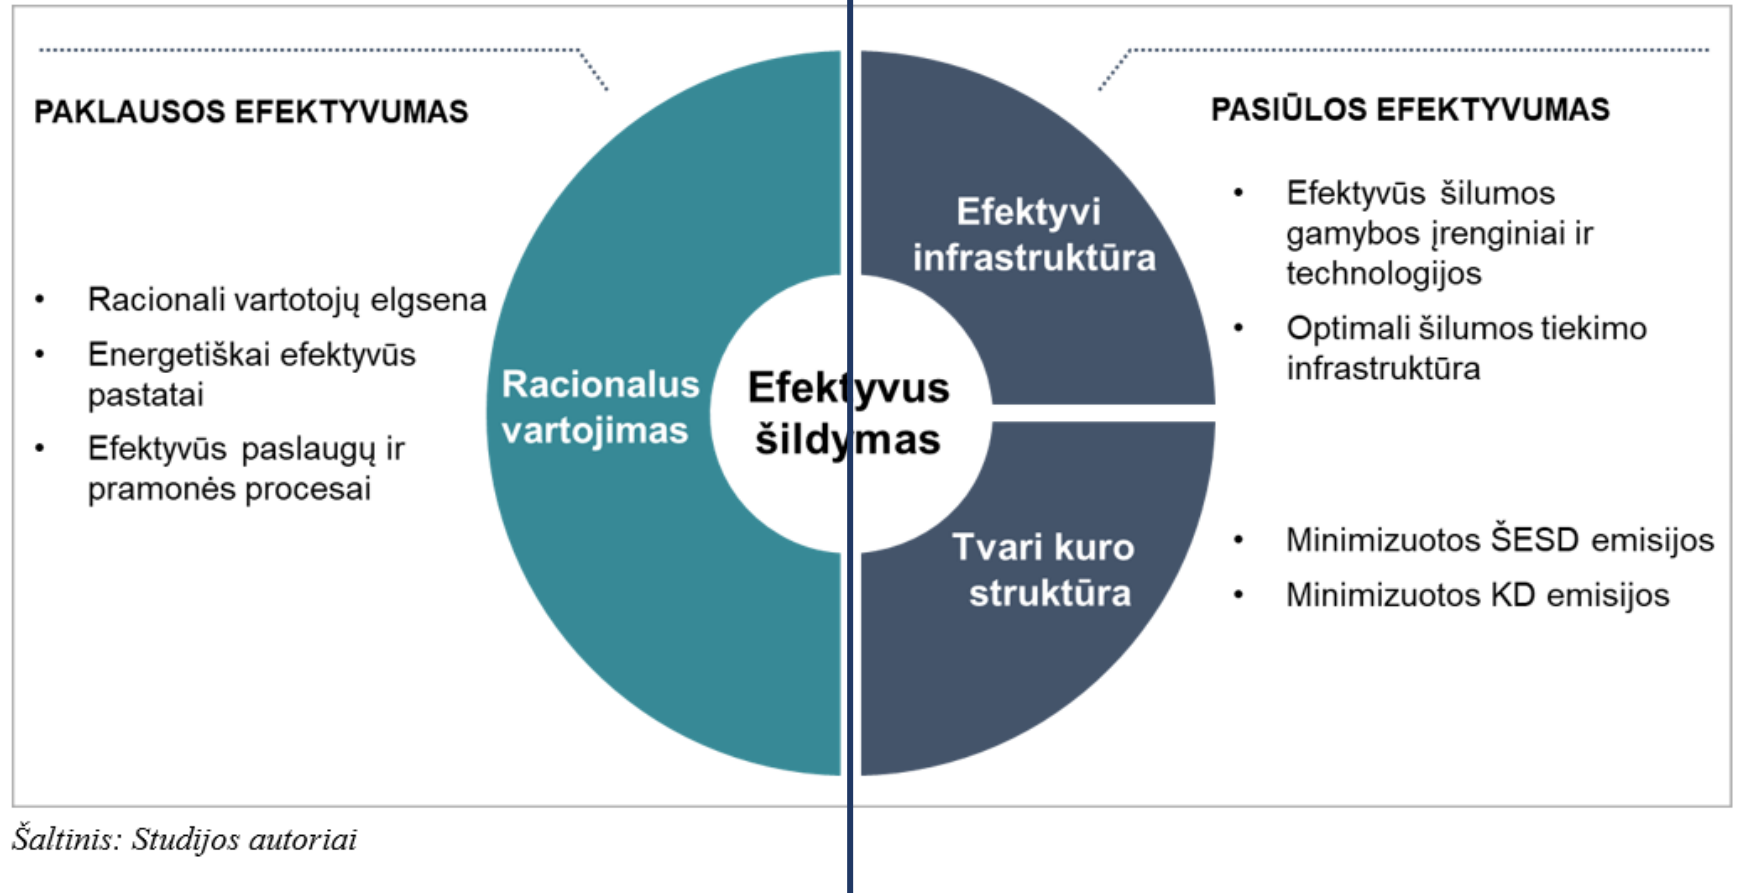 PAKLAUSOS EFEKTYVUMAS
• Racionali vartotojų elgsena
• Energetiškai efektyvūs
pastatai
• Efektyvūs paslaugų ir
pramonės procesai
Racionalus
vartojimas
Efektyvus
šildymas
Efektyvi
infrastruktūra
Tvari kuro
struktūra
PASIŪLOS EFEKTYVUMAS
• Efektyvūs šilumos
gamybos įrenginiai ir
technologijos
• Optimali šilumos tiekimo
infrastruktūra
• Minimizuotos ŠESD emisijos
• Minimizuotos KD emisijos
Šaltinis: Studijos autoriai